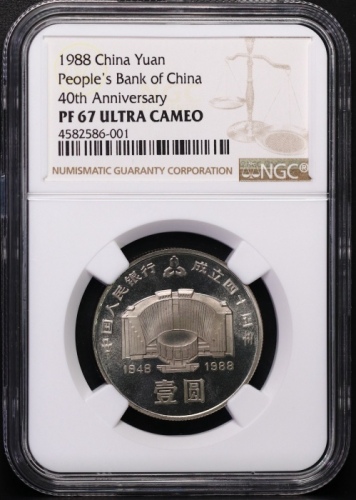 1988 China Yuan
People's Bank of China
40th Anniversary
PF 67 ULTRA CAMEO
4582586-001
NUMISMATIC GUARANTY CORPORATION
NGC®
中国人民银行 成立四十周年
1948 1988
壹圆